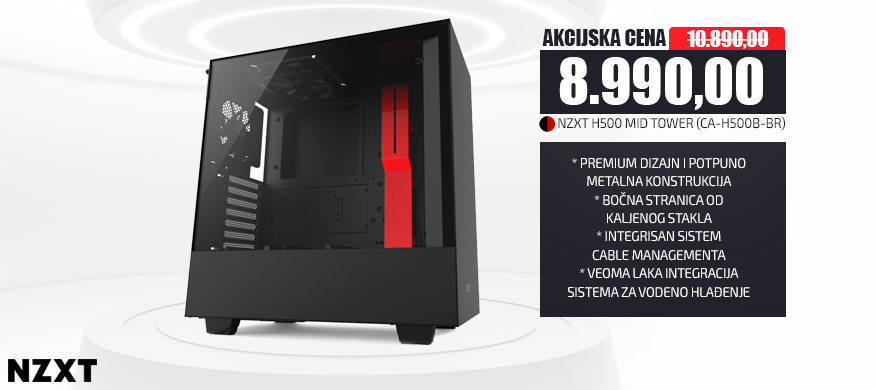 AKCIJSKA CENA 10.890,00
8.990,00
NZXT H500 MID TOWER (CA-H500B-BR)
* PREMIUM DIZAJN I POTPUNO
METALNA KONSTRUKCIJA
* BOČNA STRANICA OD
KALJENOG STAKLA
* INTEGRISAN SISTEM
CABLE MANAGEMENTA
* VEOMA LAKA INTEGRACIJA
SISTEMA ZA VODENO HLAĐENJE
NZXT